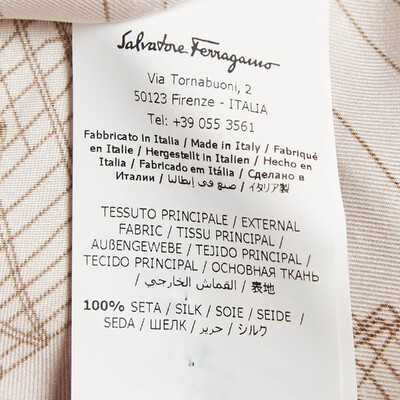 Salvatore Ferragamo
Via Tornabuoni, 2
50123 Firenze - ITALIA
Tel: +39 055 3561
Fabbricato in Italia / Made in Italy / Fabriqué
en Italie / Hergestellt in Italien / Hecho en
Italia / Fabricado em Itália / Сделано в
Италии / صنع في إيطاليا / イタリア製
TESSUTO PRINCIPALE / EXTERNAL
FABRIC / TISSU PRINCIPAL /
AUßENGEWEBE / TEJIDO PRINCIPAL /
TECIDO PRINCIPAL / ОСНОВНАЯ ТКАНЬ
/ القماش الخارجي / 表地
100% SETA / SILK / SOIE / SEIDE /
SEDA / ШЕЛК / حرير / シルク